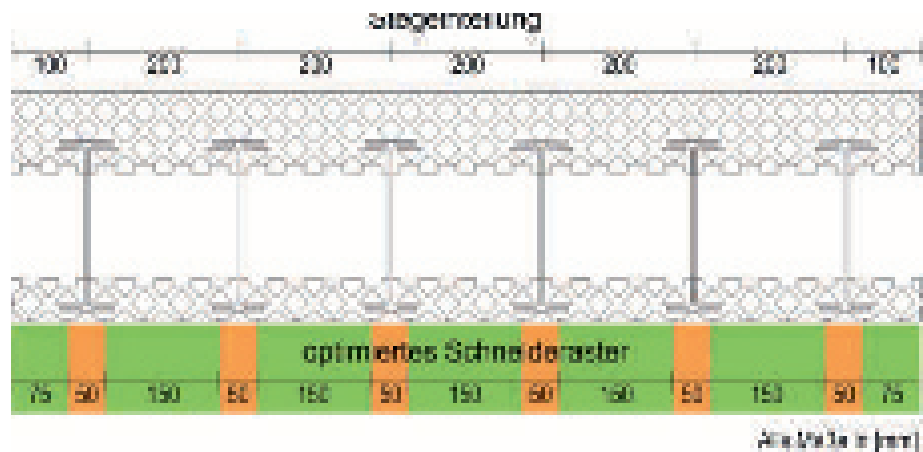 Stegeinteilung
100 200 200 200 200 200 100
optimiertes Schneideraster
75 50 150 50 150 50 150 50 150 50 150 50 75
Alle Maße in [mm]